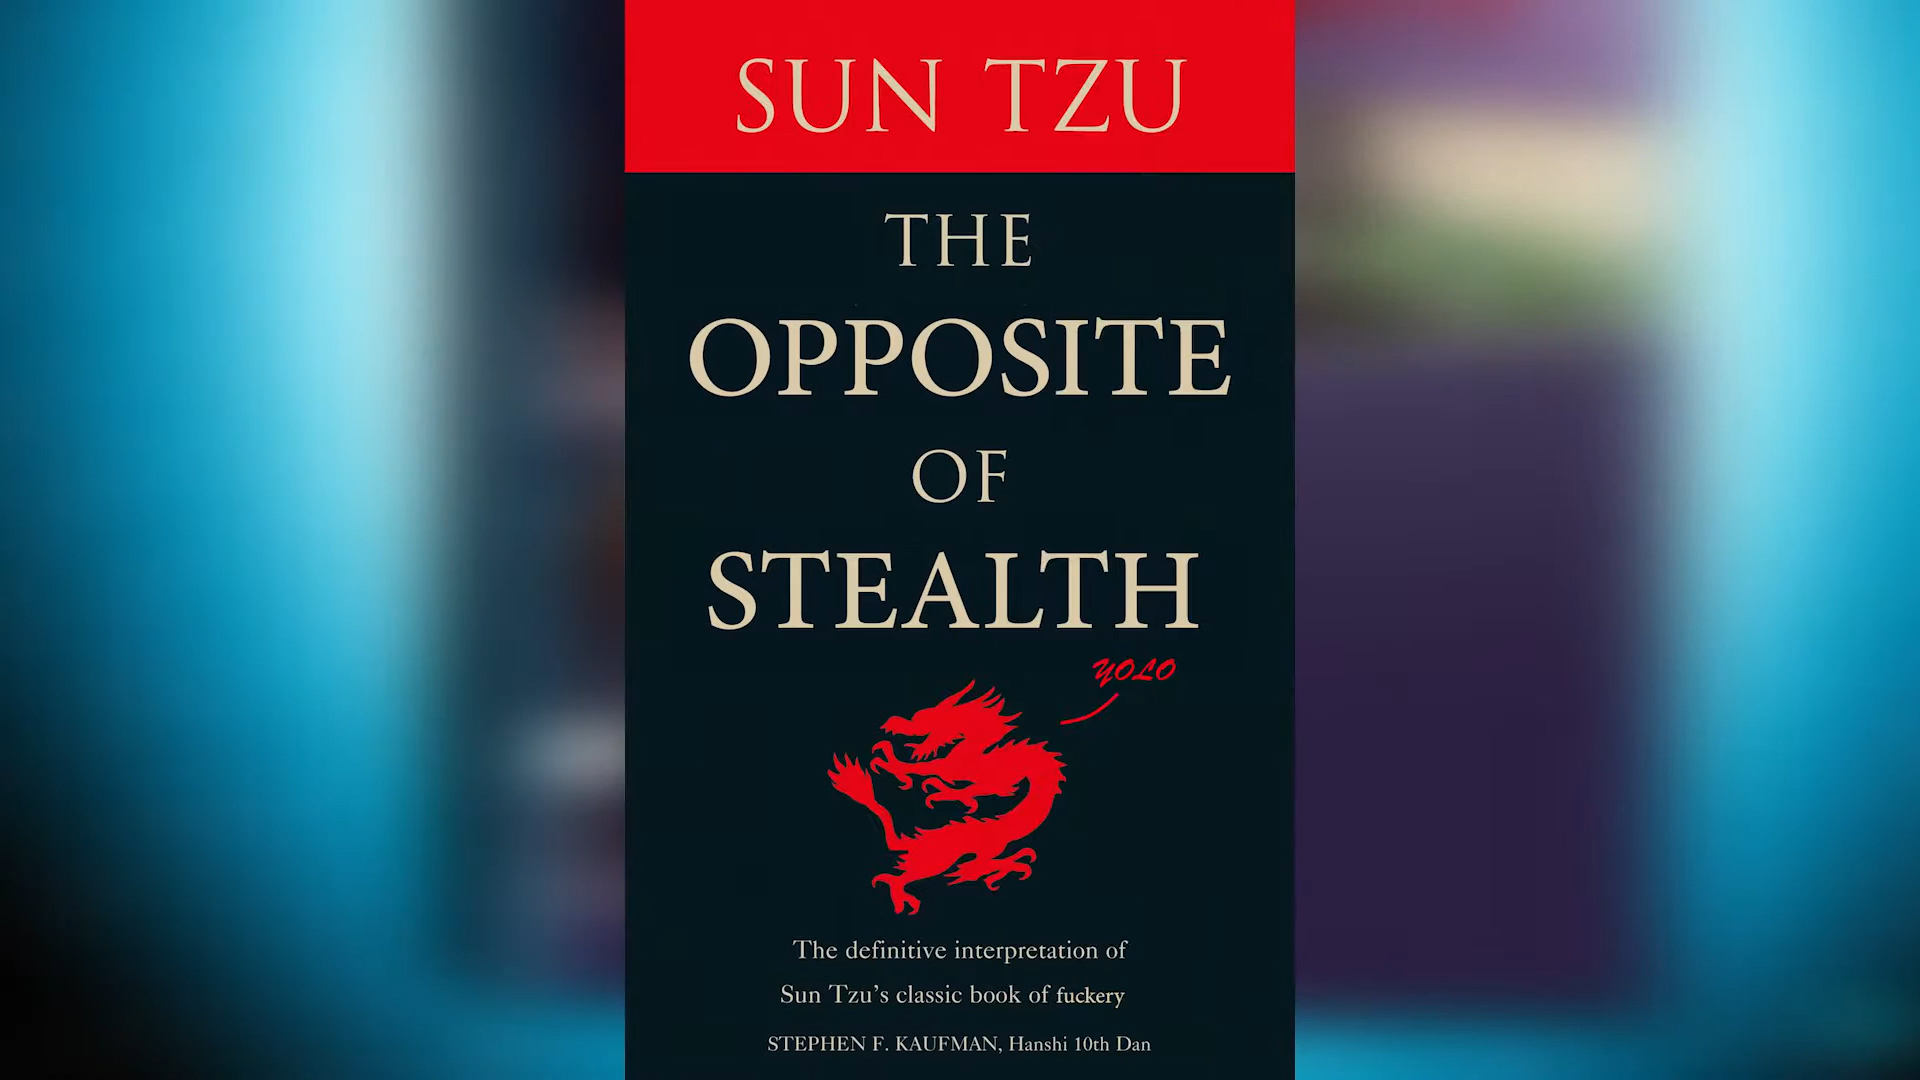 SUN TZU
THE
OPPOSITE
OF
STEALTH
YOLO
The definitive interpretation of
Sun Tzu's classic book of fuckery
STEPHEN F. KAUFMAN, Hanshi 10th Dan